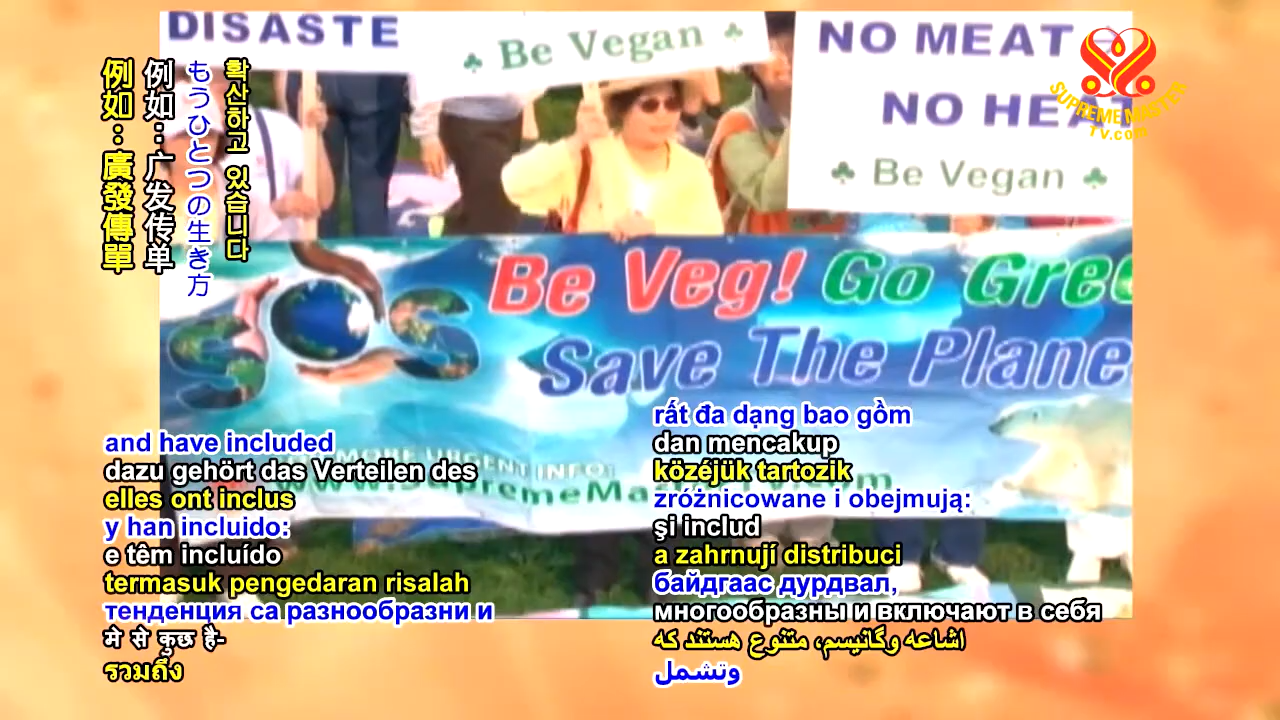 DISASTE
♣ Be Vegan ♣
NO MEAT
NO HEAT
♣ Be Vegan ♣
SUPREME MASTER
TV.com
확산하고 있습니다
もうひとつの生き方
例如…广发传单
例如…廣發傳單
SOS
Be Veg! Go Gree
Save The Plane
MORE URGENT INFO:
www.SupremeMa
and have included
dazu gehört das Verteilen des
elles ont inclus
y han incluido:
e têm incluído
termasuk pengedaran risalah
тенденция са разнообразни и
मे से कुछ है-
รวมถึง
rất đa dạng bao gồm
dan mencakup
közéjük tartozik
zróżnicowane i obejmują:
şi includ
a zahrnují distribuci
байдгаас дурдвал,
многообразны и включают в себя
اشاعه وگانیسم، متنوع هستند که
وتشمل